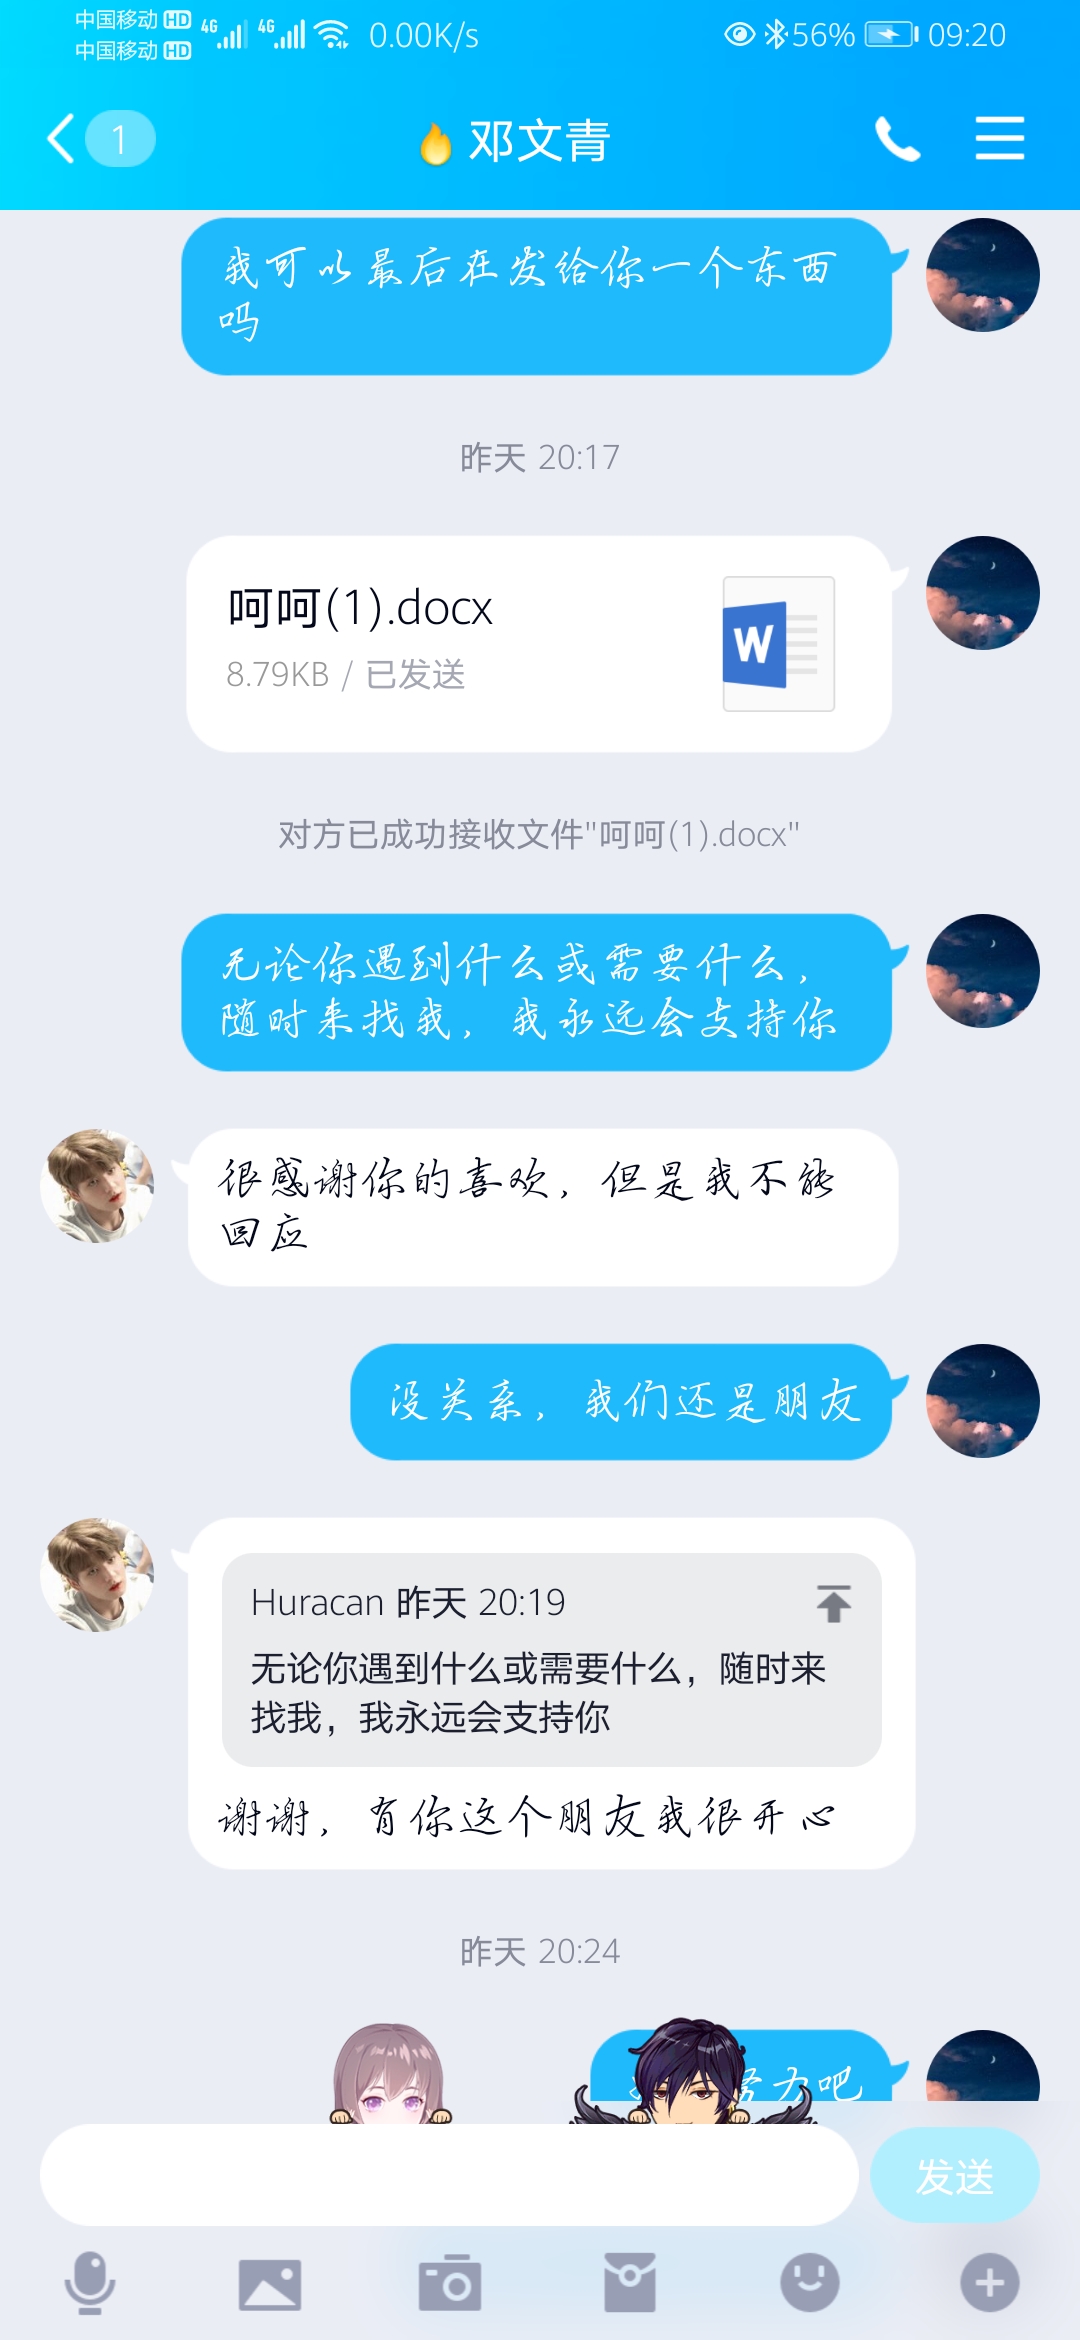 中国移动 HD
中国移动 HD
4G 4G 0.00K/s 56% 09:20
1 邓文青
我可以最后在发给你一个东西
吗
昨天 20:17
呵呵(1).docx
8.79KB / 已发送
W
对方已成功接收文件"呵呵(1).docx"
无论你遇到什么或需要什么，
随时来找我，我永远会支持你
很感谢你的喜欢，但是我不能
回应
没关系，我们还是朋友
Huracan 昨天 20:19
无论你遇到什么或需要什么，随时来
找我，我永远会支持你
谢谢，有你这个朋友我很开心
昨天 20:24
力吧
发送